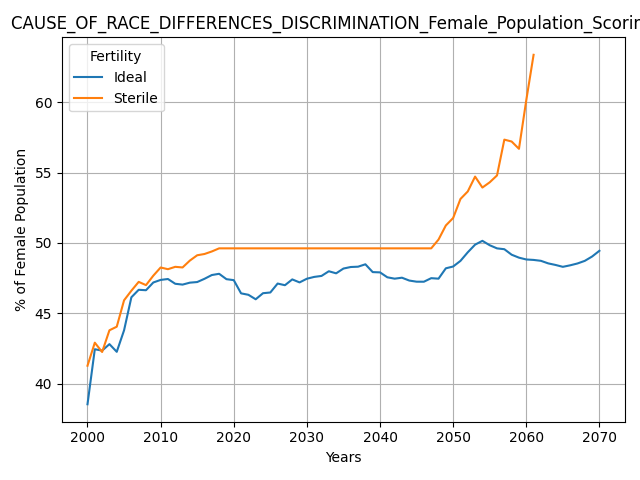 CAUSE_OF_RACE_DIFFERENCES_DISCRIMINATION_Female_Population_Scorin
Fertility
Ideal
Sterile
% of Female Population
60
55
50
45
40
2000 2010 2020 2030 2040 2050 2060 2070
Years